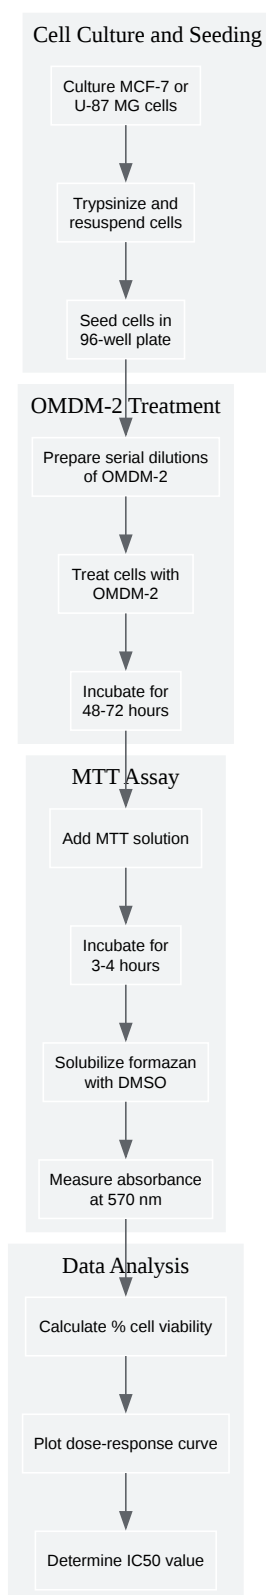 Cell Culture and Seeding
Culture MCF-7 or
U-87 MG cells
Trypsinize and
resuspend cells
Seed cells in
96-well plate
OMDM-2 Treatment
Prepare serial dilutions
of OMDM-2
Treat cells with
OMDM-2
Incubate for
48-72 hours
MTT Assay
Add MTT solution
Incubate for
3-4 hours
Solubilize formazan
with DMSO
Measure absorbance
at 570 nm
Data Analysis
Calculate % cell viability
Plot dose-response curve
Determine IC50 value